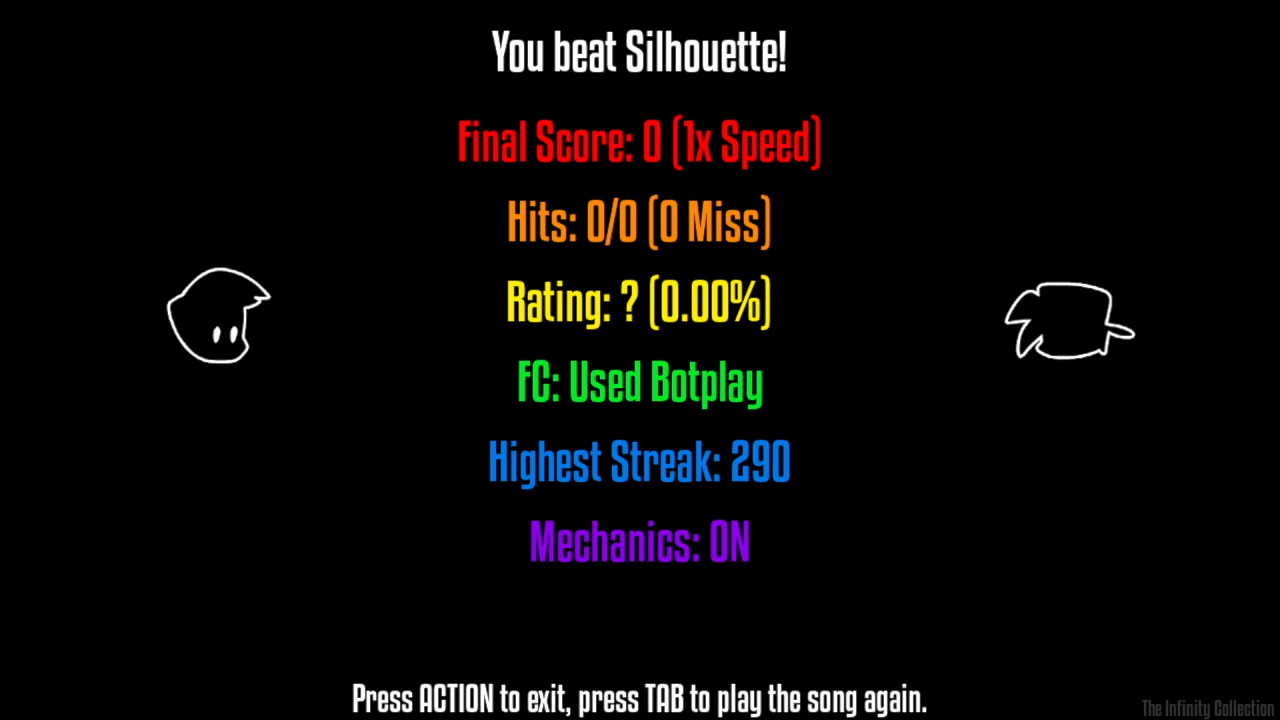 You beat Silhouette!
Final Score: 0 (1x Speed)
Hits: 0/0 (0 Miss)
Rating: ? (0.00%)
FC: Used Botplay
Highest Streak: 290
Mechanics: ON
Press ACTION to exit, press TAB to play the song again.
The Infinity Collection